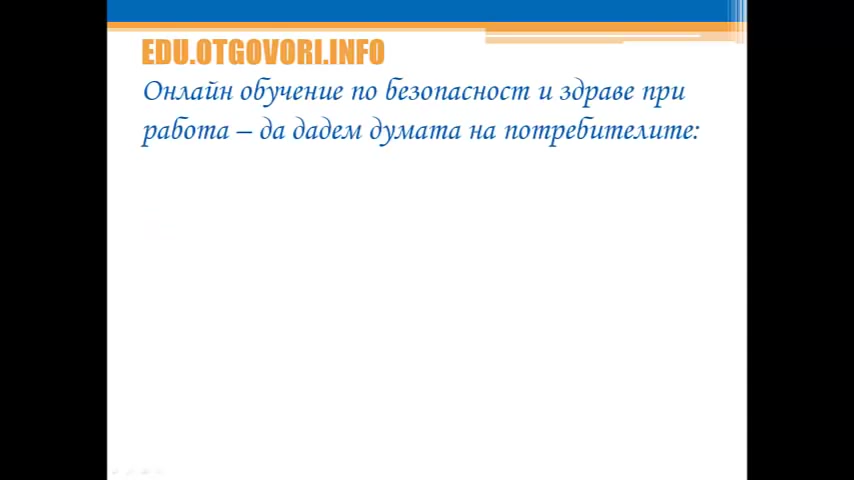 EDU.OTGOVORI.INFO
Онлайн обучение по безопасност и здраве при
работа – да дадем думата на потребителите: